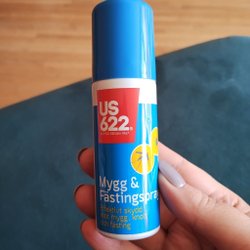 US
622
Mygg &
Fästingspray
Effektivt skydd
mot mygg, knott
och fästing